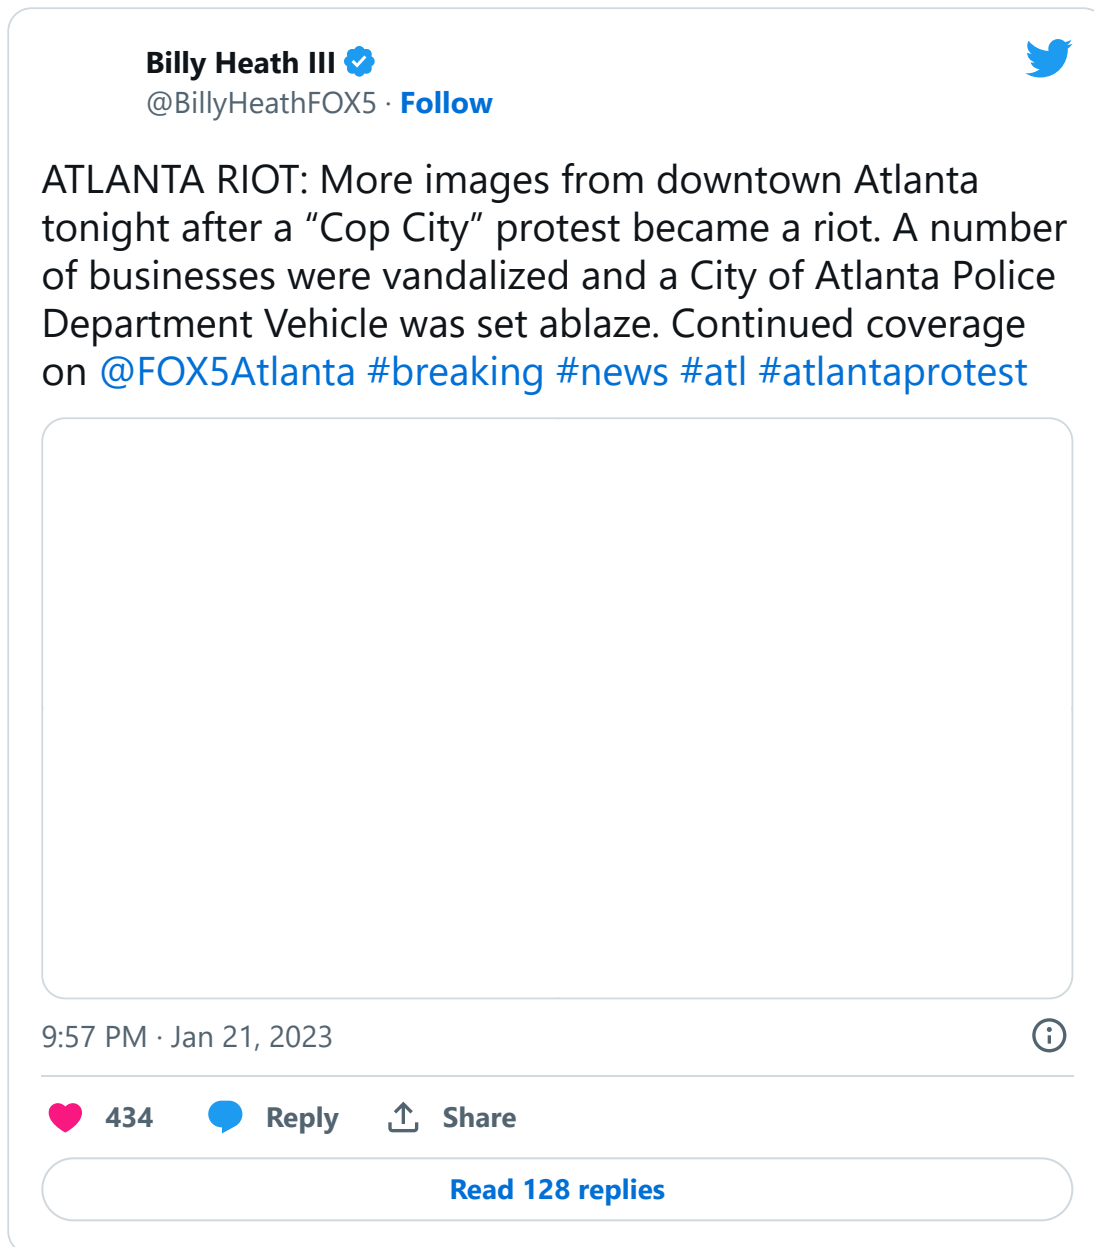 Billy Heath III
@BillyHeathFOX5 · Follow
ATLANTA RIOT: More images from downtown Atlanta
tonight after a “Cop City” protest became a riot. A number
of businesses were vandalized and a City of Atlanta Police
Department Vehicle was set ablaze. Continued coverage
on @FOX5Atlanta #breaking #news #atl #atlantaprotest
9:57 PM · Jan 21, 2023
434 Reply Share
Read 128 replies